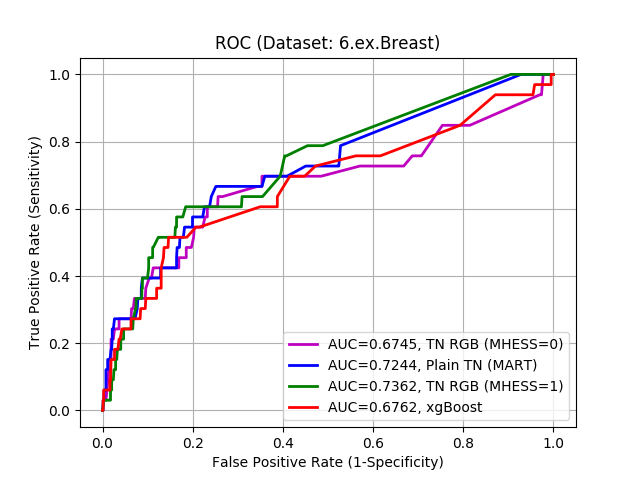 ROC (Dataset: 6.ex.Breast)
True Positive Rate (Sensitivity)
1.0
0.8
0.6
0.4
0.2
0.0
AUC=0.6745, TN RGB (MHESS=0)
AUC=0.7244, Plain TN (MART)
AUC=0.7362, TN RGB (MHESS=1)
AUC=0.6762, xgBoost
0.0 0.2 0.4 0.6 0.8 1.0
False Positive Rate (1-Specificity)